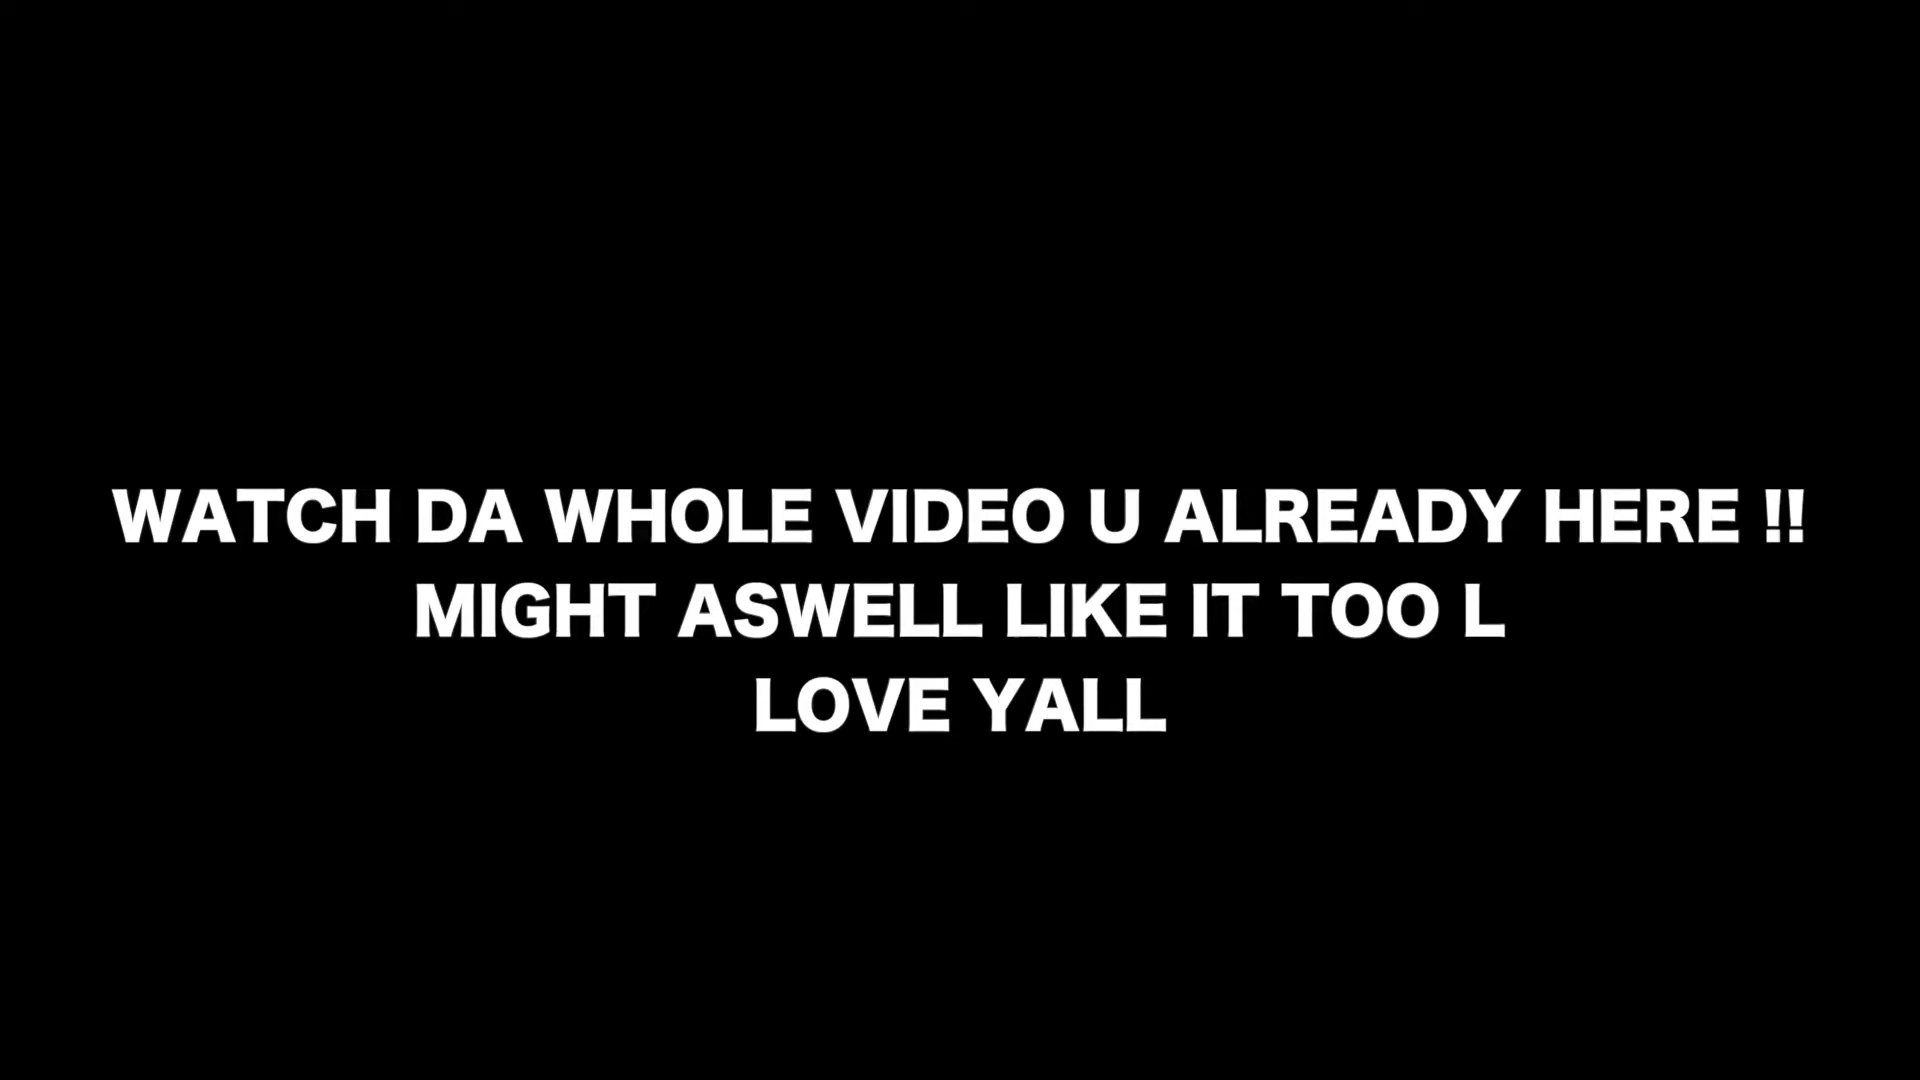 WATCH DA WHOLE VIDEO U ALREADY HERE !!
MIGHT ASWELL LIKE IT TOO L
LOVE YALL